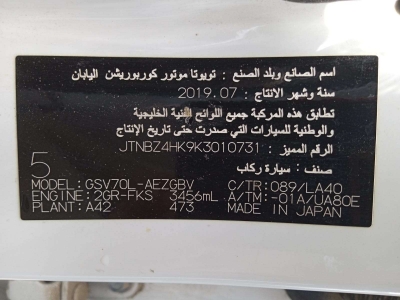 اسم الصانع وبلد الصنع : تويوتا موتور كوربوريشن اليابان
سنة وشهر الانتاج : 2019.07
تطابق هذه المركبة جميع اللوائح الفنية الخليجية
والوطنية للسيارات التي صدرت حتى تاريخ الإنتاج
الرقم المميز : JTNBZ4HK9K3010731
صنف : سيارة ركاب
5
MODEL:GSV70L-AEZGBV C/TR:089/LA40
ENGINE:2GR-FKS 3456mL A/TM:-01A/UA80E
PLANT:A42 473 MADE IN JAPAN